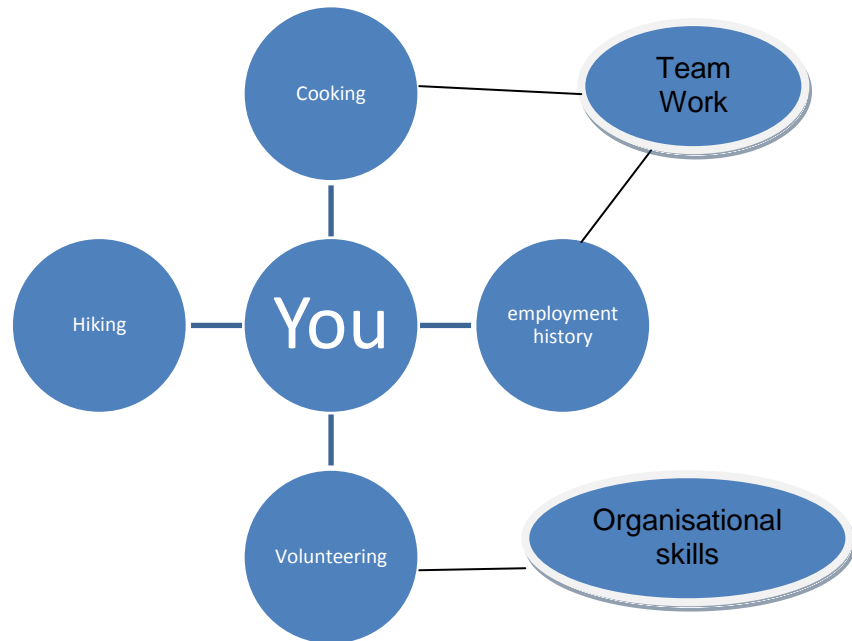 Cooking
Team
Work
Hiking
You
employment
history
Volunteering
Organisational
skills